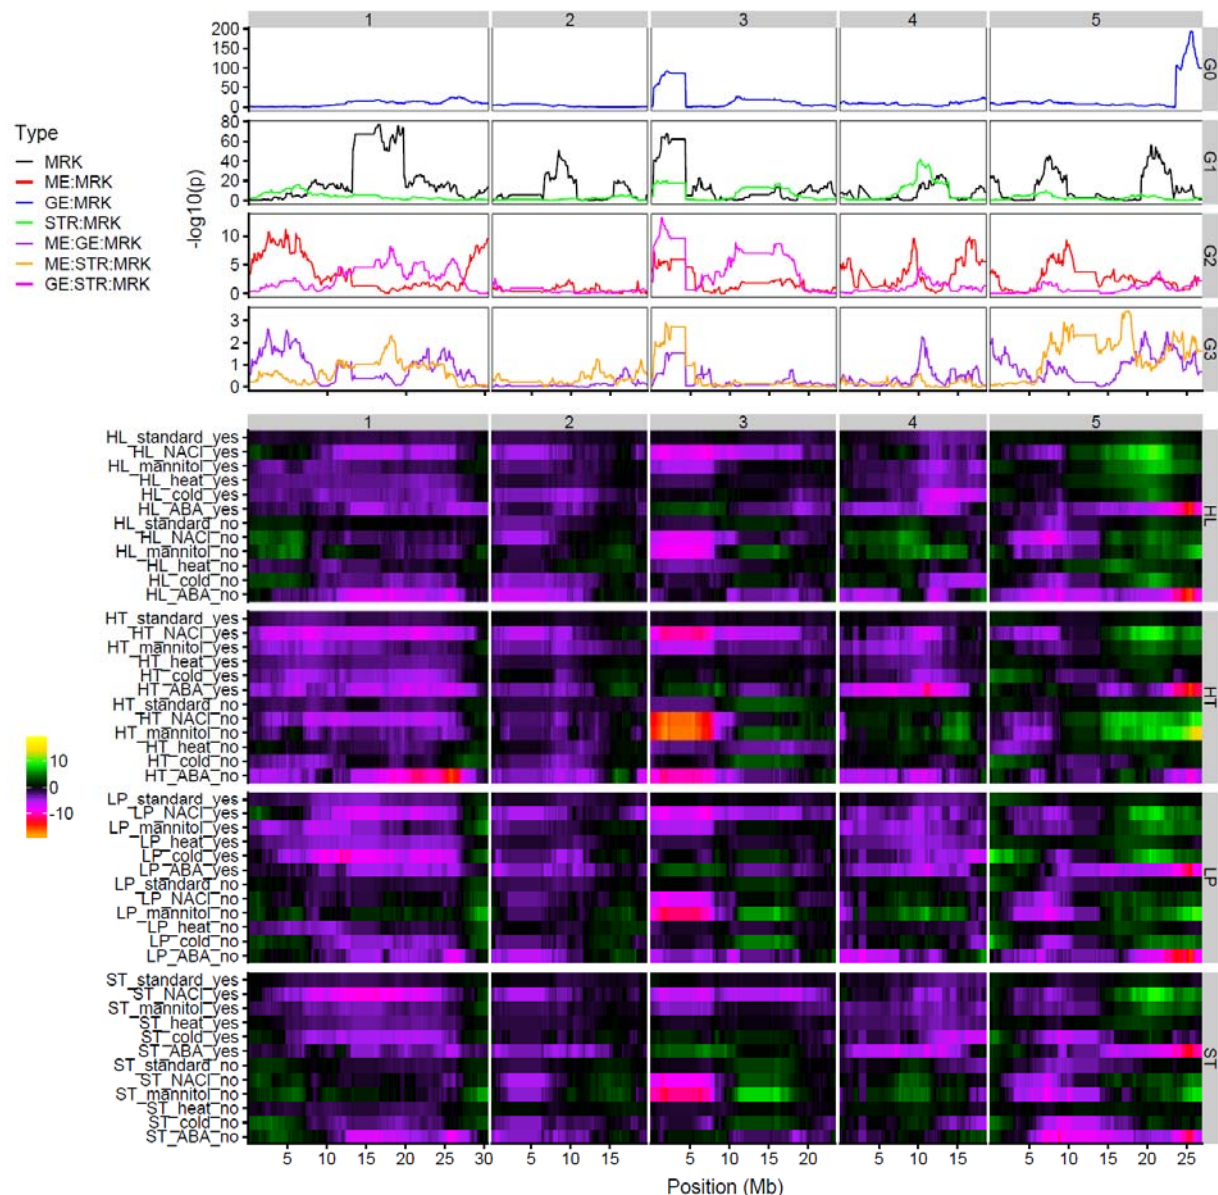 1 2 3 4 5
200
150
100
50
0
G0
80
60
40
20
0
G1
-log10(p)
10
5
0
G2
3
2
1
0
G3
Type
MRK
ME:MRK
GE:MRK
STR:MRK
ME:GE:MRK
ME:STR:MRK
GE:STR:MRK
1 2 3 4 5
HL_standard_yes
HL_NACl_yes
HL_mannitol_yes
HL_heat_yes
HL_cold_yes
HL_ABA_yes
HL_standard_no
HL_NACl_no
HL_mannitol_no
HL_heat_no
HL_cold_no
HL_ABA_no
HL
HT_standard_yes
HT_NACl_yes
HT_mannitol_yes
HT_heat_yes
HT_cold_yes
HT_ABA_yes
HT_standard_no
HT_NACl_no
HT_mannitol_no
HT_heat_no
HT_cold_no
HT_ABA_no
HT
10
0
-10
LP_standard_yes
LP_NACl_yes
LP_mannitol_yes
LP_heat_yes
LP_cold_yes
LP_ABA_yes
LP_standard_no
LP_NACl_no
LP_mannitol_no
LP_heat_no
LP_cold_no
LP_ABA_no
LP
ST_standard_yes
ST_NACl_yes
ST_mannitol_yes
ST_heat_yes
ST_cold_yes
ST_ABA_yes
ST_standard_no
ST_NACl_no
ST_mannitol_no
ST_heat_no
ST_cold_no
ST_ABA_no
ST
5 10 15 20 25 30 5 10 15 5 10 15 20 5 10 15 5 10 15 20 25
Position (Mb)